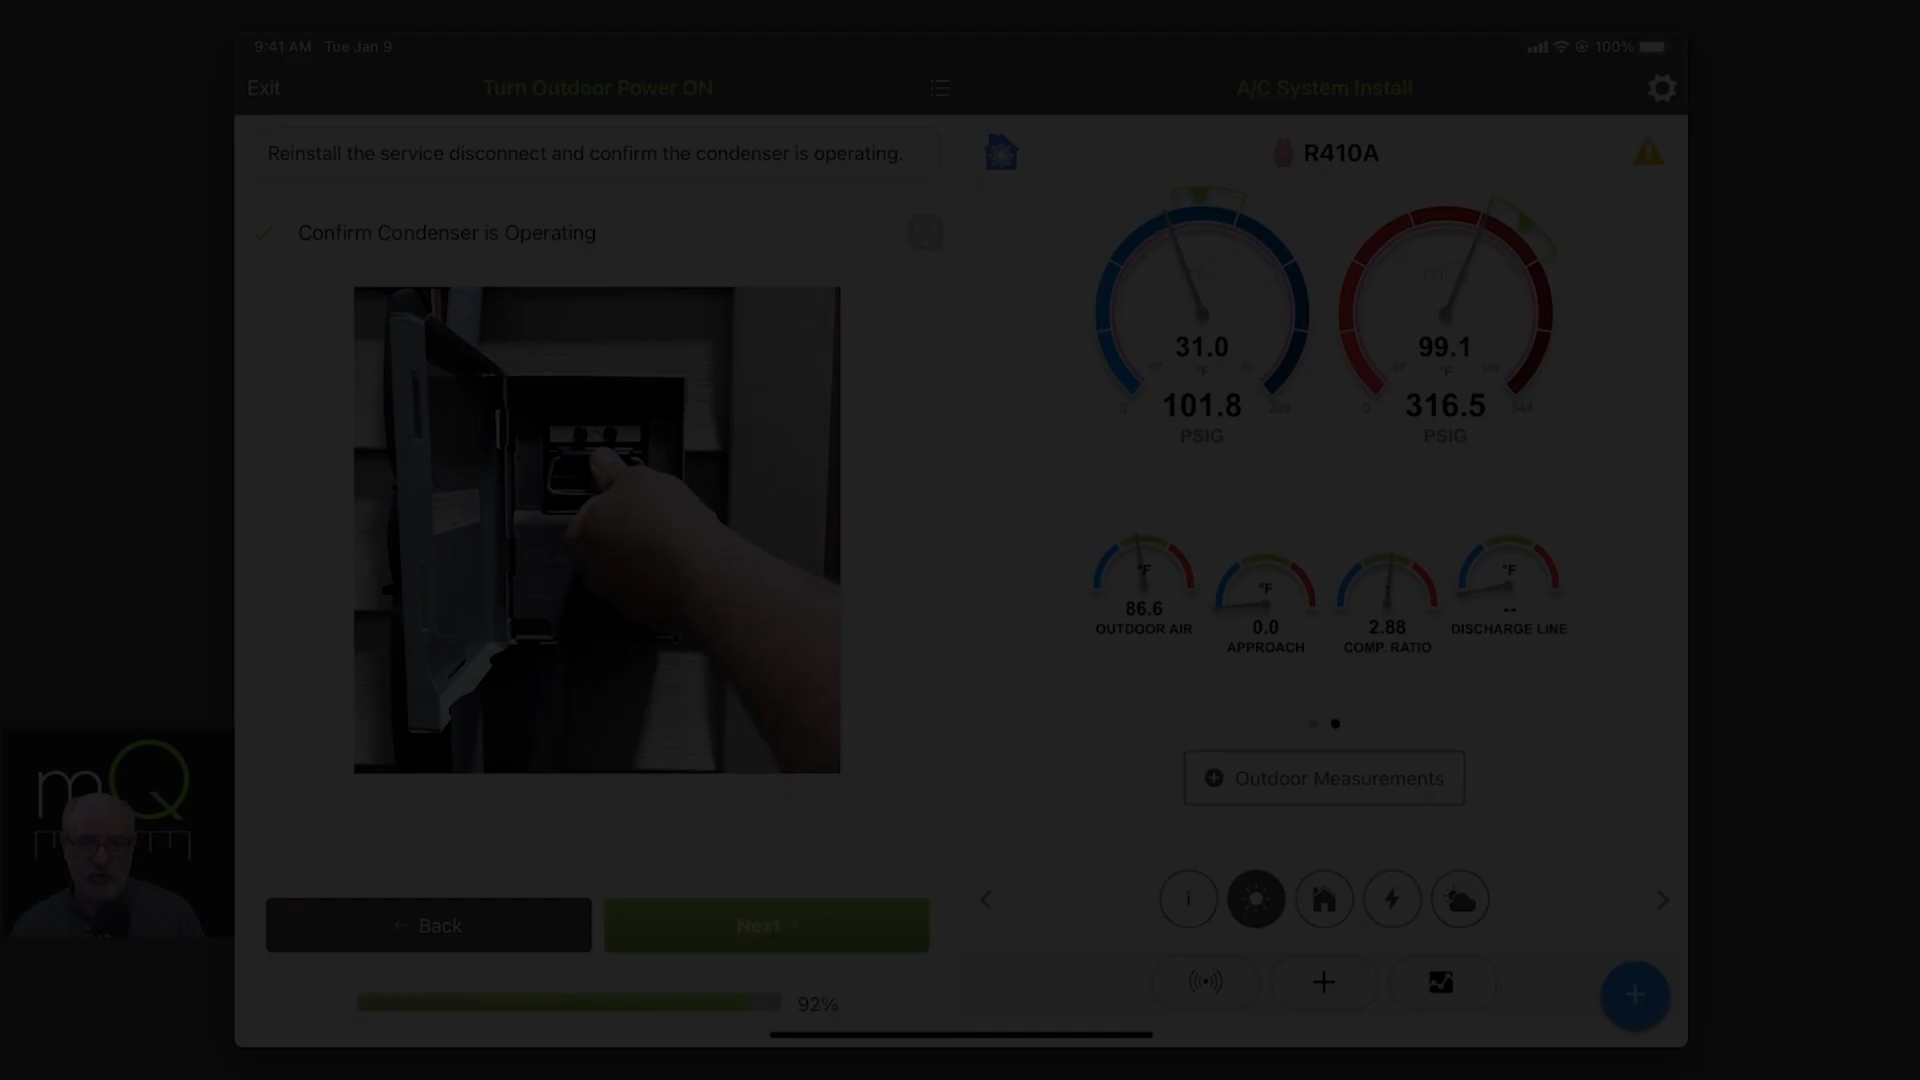 9:41 AM Tue Jan 9
100%
Exit
Turn Outdoor Power ON
A/C System Install
Reinstall the service disconnect and confirm the condenser is operating.
R410A
Confirm Condenser is Operating
31.0
°F
101.8
PSIG
0
99.1
°F
316.5
PSIG
0
°F
86.6
OUTDOOR AIR
°F
0.0
APPROACH
2.88
COMP. RATIO
°F
--
DISCHARGE LINE
Outdoor Measurements
mQ
← Back
Next
92%